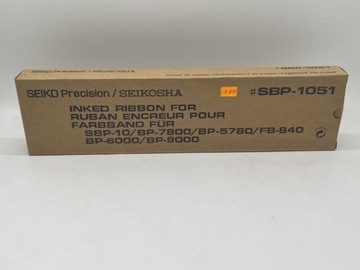 SEIKO Precision/SEIKOSHA
#SBP-1051
INKED RIBBON FOR
RUBAN ENCREUR POUR
FARBBAND FÜR
SBP-10/BP-7800/BP-5780/FB-840
BP-6000/BP-9000